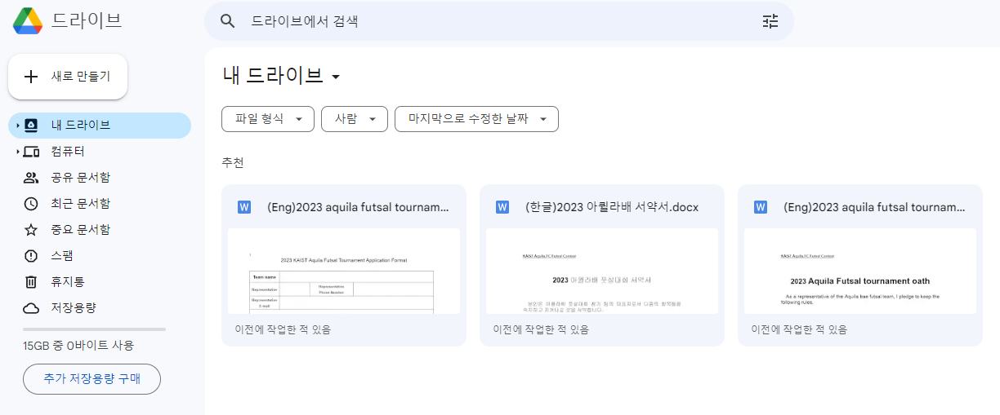 드라이브
드라이브에서 검색
새로 만들기
내 드라이브
컴퓨터
공유 문서함
최근 문서함
중요 문서함
스팸
휴지통
저장용량
15GB 중 0바이트 사용
추가 저장용량 구매
내 드라이브
파일 형식
사람
마지막으로 수정한 날짜
추천
(Eng)2023 aquila futsal tournam...
2023 KAIST Aquila Futsal Tournament Application Format
Team name
Representative
Representative
Phone Number
Representative
E-mail
이전에 작업한 적 있음
(한글)2023 아퀼라배 서약서.docx
KAIST Aquila FC Futsal Contest
2023 아퀼라배 풋살대회 서약서
본인은 아퀼라배 풋살대회 참가 팀의 대표자로서 다음의 항목들을
숙지하고 지켜나갈 것을 서약합니다.
이전에 작업한 적 있음
(Eng)2023 aquila futsal tournam...
KAIST Aquila FC Futsal Contest
2023 Aquila Futsal tournament oath
As a representative of the Aquila bae futsal team, I pledge to keep the
following rules.
이전에 작업한 적 있음